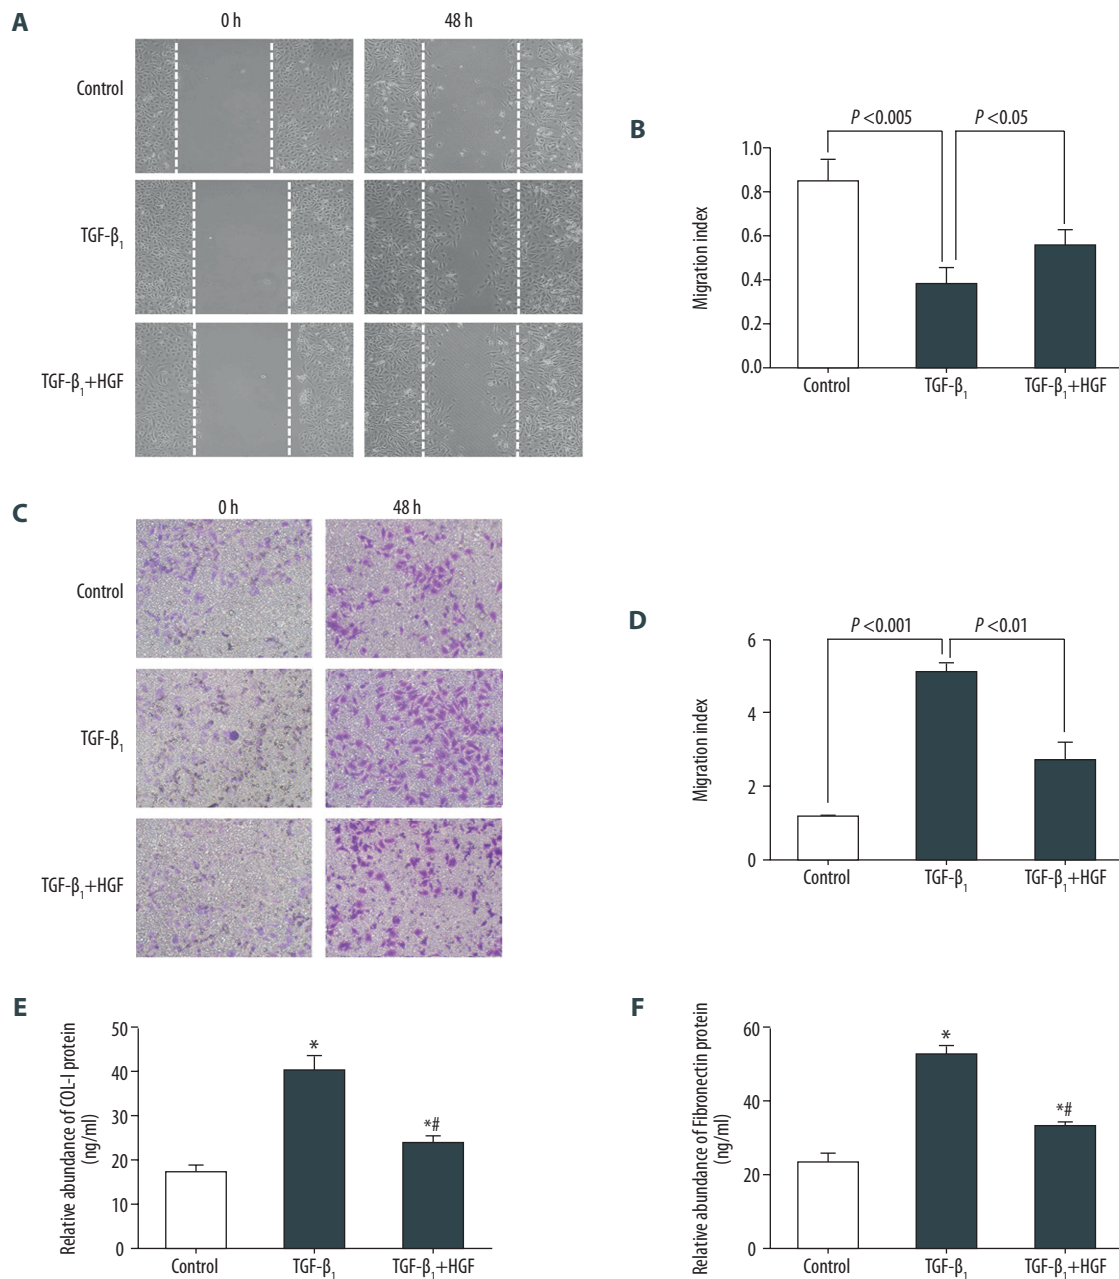 A
0 h
48 h
Control
TGF-β₁
TGF-β₁+HGF
B
P <0.005
P <0.05
Migration index
1.0
0.8
0.6
0.4
0.2
0.0
Control
TGF-β₁
TGF-β₁+HGF
C
0 h
48 h
Control
TGF-β₁
TGF-β₁+HGF
D
P <0.001
P <0.01
Migration index
6
4
2
0
Control
TGF-β₁
TGF-β₁+HGF
E
Relative abundance of COL-I protein
(ng/ml)
50
40
30
20
10
0
*
*#
Control
TGF-β₁
TGF-β₁+HGF
F
Relative abundance of Fibronectin protein
(ng/ml)
60
40
20
0
*
*#
Control
TGF-β₁
TGF-β₁+HGF